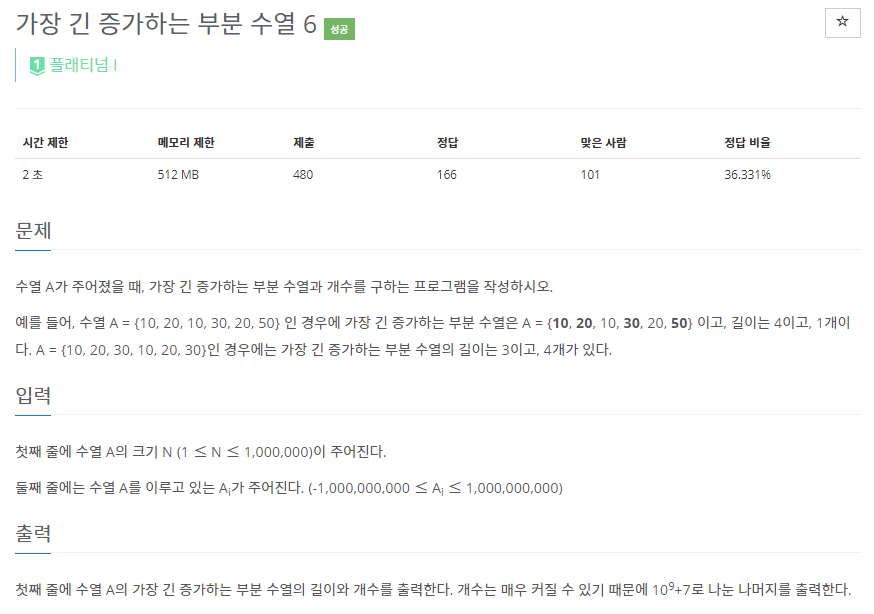 가장 긴 증가하는 부분 수열 6 성공
☆
1 플래티넘 I
시간 제한 메모리 제한 제출 정답 맞은 사람 정답 비율
2 초 512 MB 480 166 101 36.331%
문제
수열 A가 주어졌을 때, 가장 긴 증가하는 부분 수열과 개수를 구하는 프로그램을 작성하시오.
예를 들어, 수열 A = {10, 20, 10, 30, 20, 50} 인 경우에 가장 긴 증가하는 부분 수열은 A = {10, 20, 10, 30, 20, 50} 이고, 길이는 4이고, 1개이
다. A = {10, 20, 30, 10, 20, 30}인 경우에는 가장 긴 증가하는 부분 수열의 길이는 3이고, 4개가 있다.
입력
첫째 줄에 수열 A의 크기 N (1 ≤ N ≤ 1,000,000)이 주어진다.
둘째 줄에는 수열 A를 이루고 있는 Ai가 주어진다. (-1,000,000,000 ≤ Ai ≤ 1,000,000,000)
출력
첫째 줄에 수열 A의 가장 긴 증가하는 부분 수열의 길이와 개수를 출력한다. 개수는 매우 커질 수 있기 때문에 10⁹+7로 나눈 나머지를 출력한다.